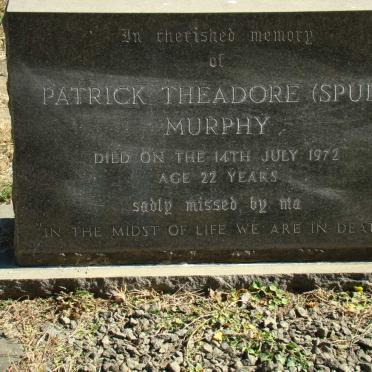 In cherished memory
of
PATRICK THEADORE (SPUD
MURPHY
DIED ON THE 14TH JULY 1972
AGE 22 YEARS
sadly missed by ma
"IN THE MIDST OF LIFE WE ARE IN DEAT